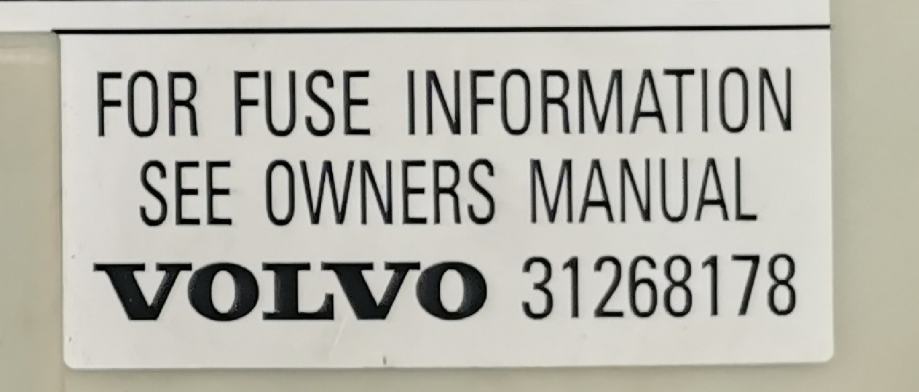 FOR FUSE INFORMATION
SEE OWNERS MANUAL
VOLVO 31268178